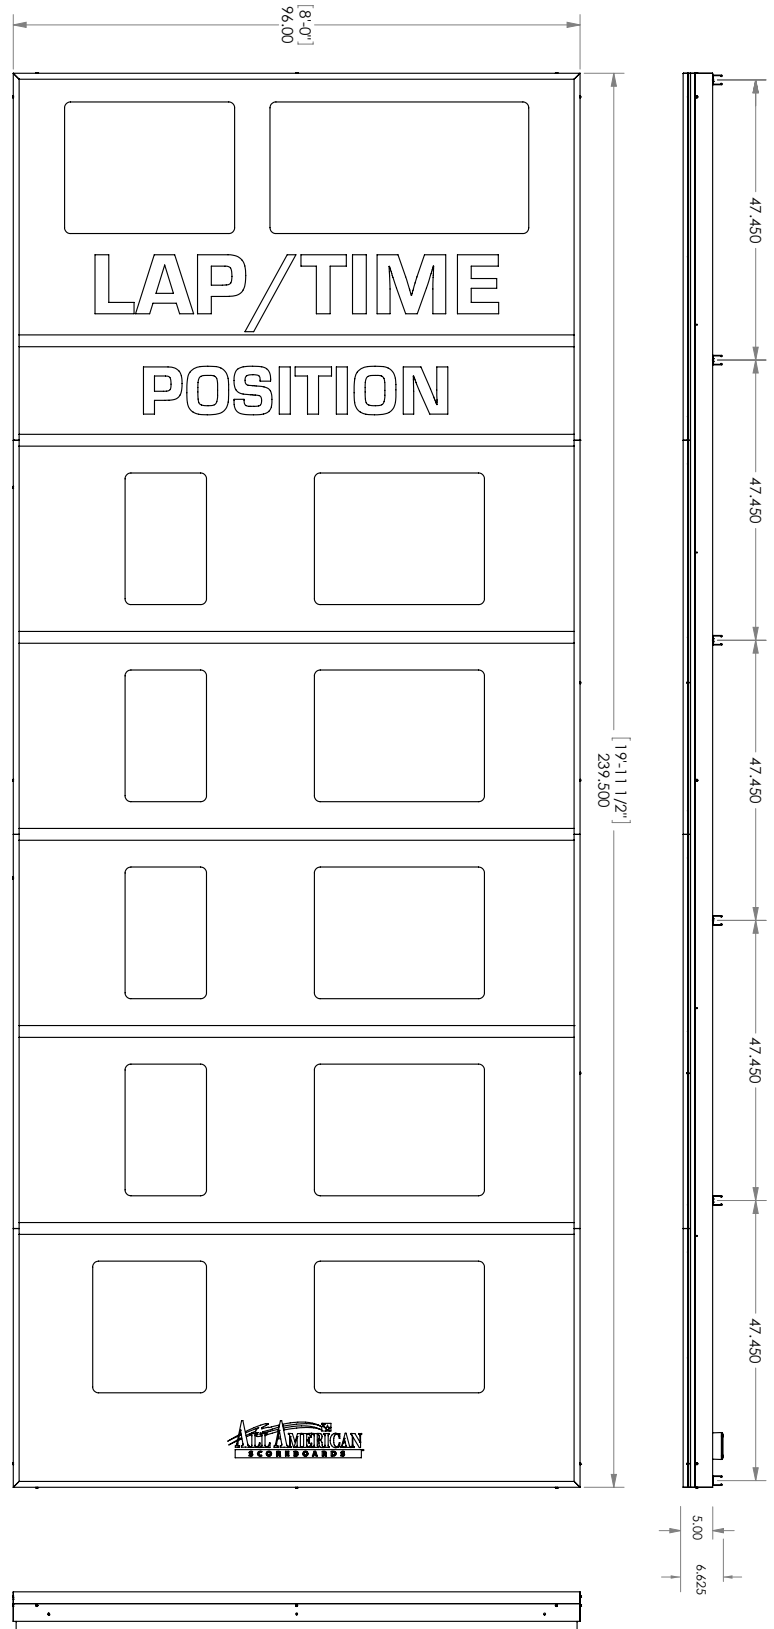 [8'-0"]
96.00
LAP/TIME
POSITION
[19'-11 1/2"]
239.500
47.450
47.450
47.450
47.450
47.450
5.00
6.625
ALL AMERICAN
SCOREBOARDS